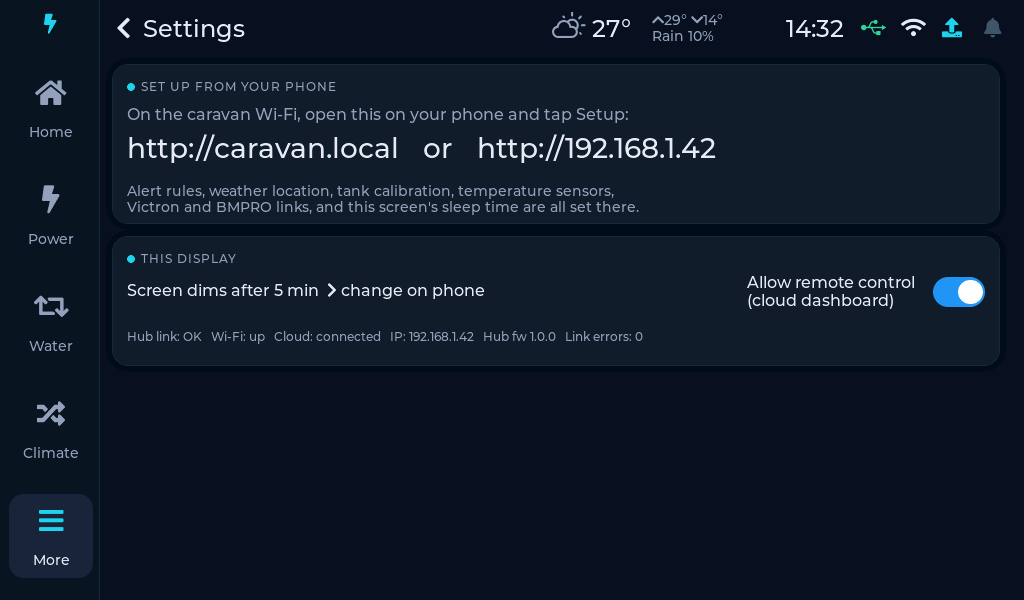 Settings
27°
29° 14°
Rain 10%
14:32
Home
Power
Water
Climate
More
SET UP FROM YOUR PHONE
On the caravan Wi-Fi, open this on your phone and tap Setup:
http://caravan.local or http://192.168.1.42
Alert rules, weather location, tank calibration, temperature sensors,
Victron and BMPRO links, and this screen's sleep time are all set there.
THIS DISPLAY
Screen dims after 5 min > change on phone
Allow remote control
(cloud dashboard)
Hub link: OK Wi-Fi: up Cloud: connected IP: 192.168.1.42 Hub fw 1.0.0 Link errors: 0